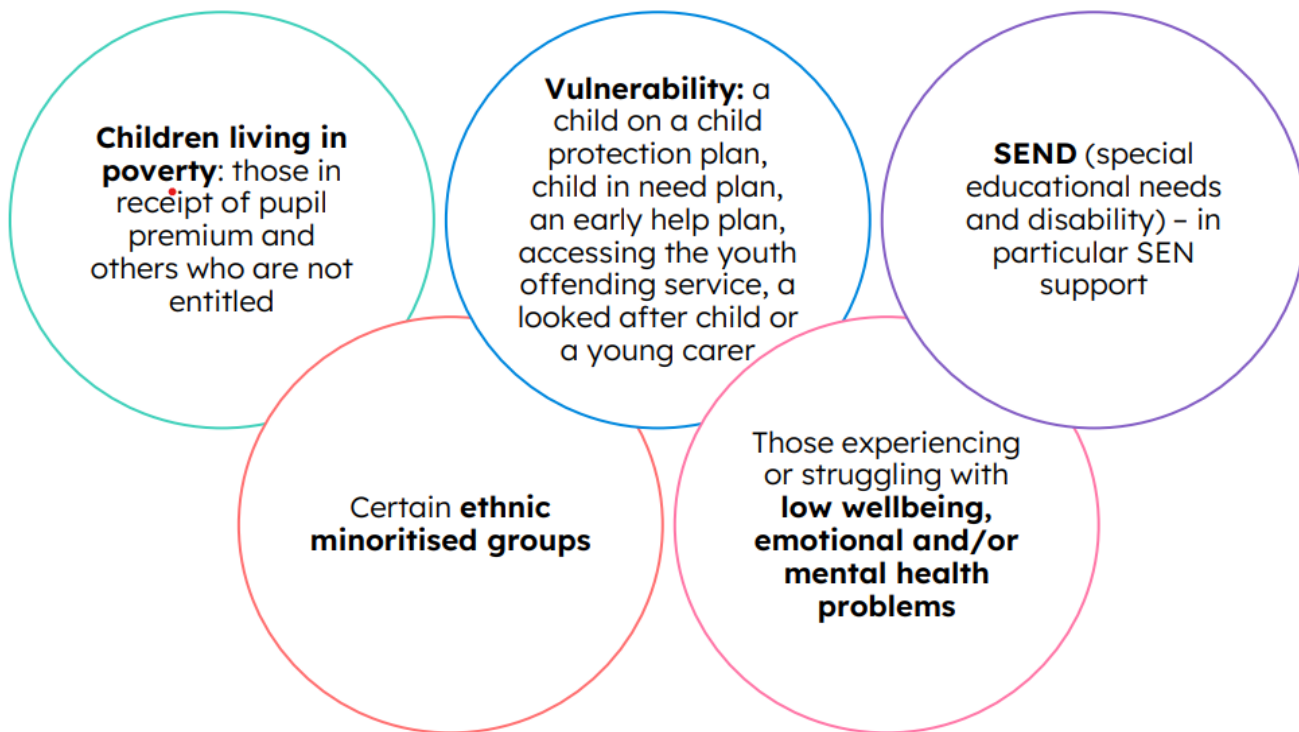 Children living in
poverty: those in
receipt of pupil
premium and
others who are not
entitled
Vulnerability: a
child on a child
protection plan,
child in need plan,
an early help plan,
accessing the youth
offending service, a
looked after child or
a young carer
SEND (special
educational needs
and disability) – in
particular SEN
support
Certain ethnic
minoritised groups
Those experiencing
or struggling with
low wellbeing,
emotional and/or
mental health
problems